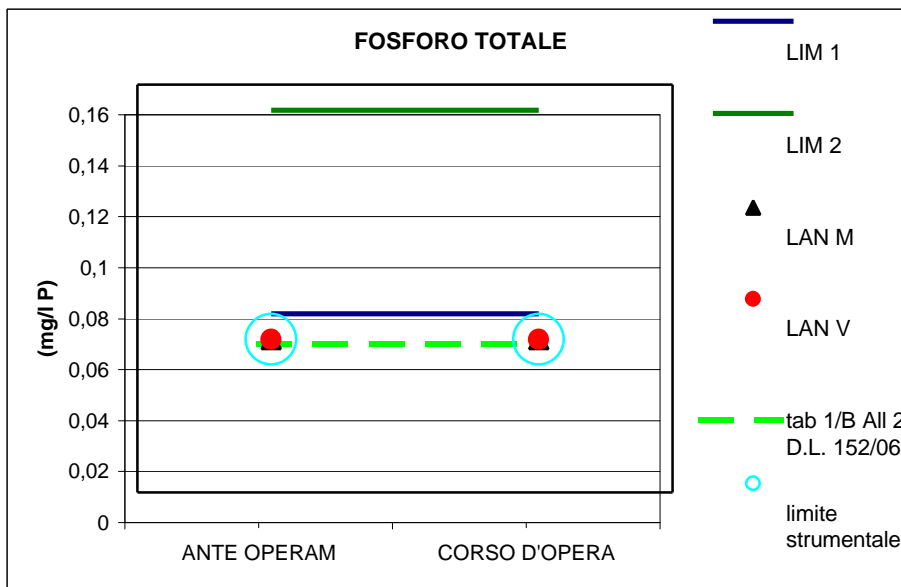 FOSFORO TOTALE
0,16
0,14
0,12
0,1
0,08
0,06
0,04
0,02
0
(mg/l P)
ANTE OPERAM
CORSO D'OPERA
LIM 1
LIM 2
LAN M
LAN V
tab 1/B All 2
D.L. 152/06
limite
strumentale